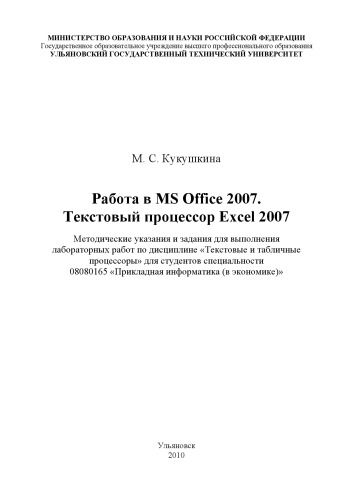 МИНИСТЕРСТВО ОБРАЗОВАНИЯ И НАУКИ РОССИЙСКОЙ ФЕДЕРАЦИИ
Государственное образовательное учреждение высшего профессионального образования
УЛЬЯНОВСКИЙ ГОСУДАРСТВЕННЫЙ ТЕХНИЧЕСКИЙ УНИВЕРСИТЕТ
М. С. Кукушкина
Работа в MS Office 2007.
Текстовый процессор Excel 2007
Методические указания и задания для выполнения
лабораторных работ по дисциплине «Текстовые и табличные
процессоры» для студентов специальности
08080165 «Прикладная информатика (в экономике)»
Ульяновск
2010